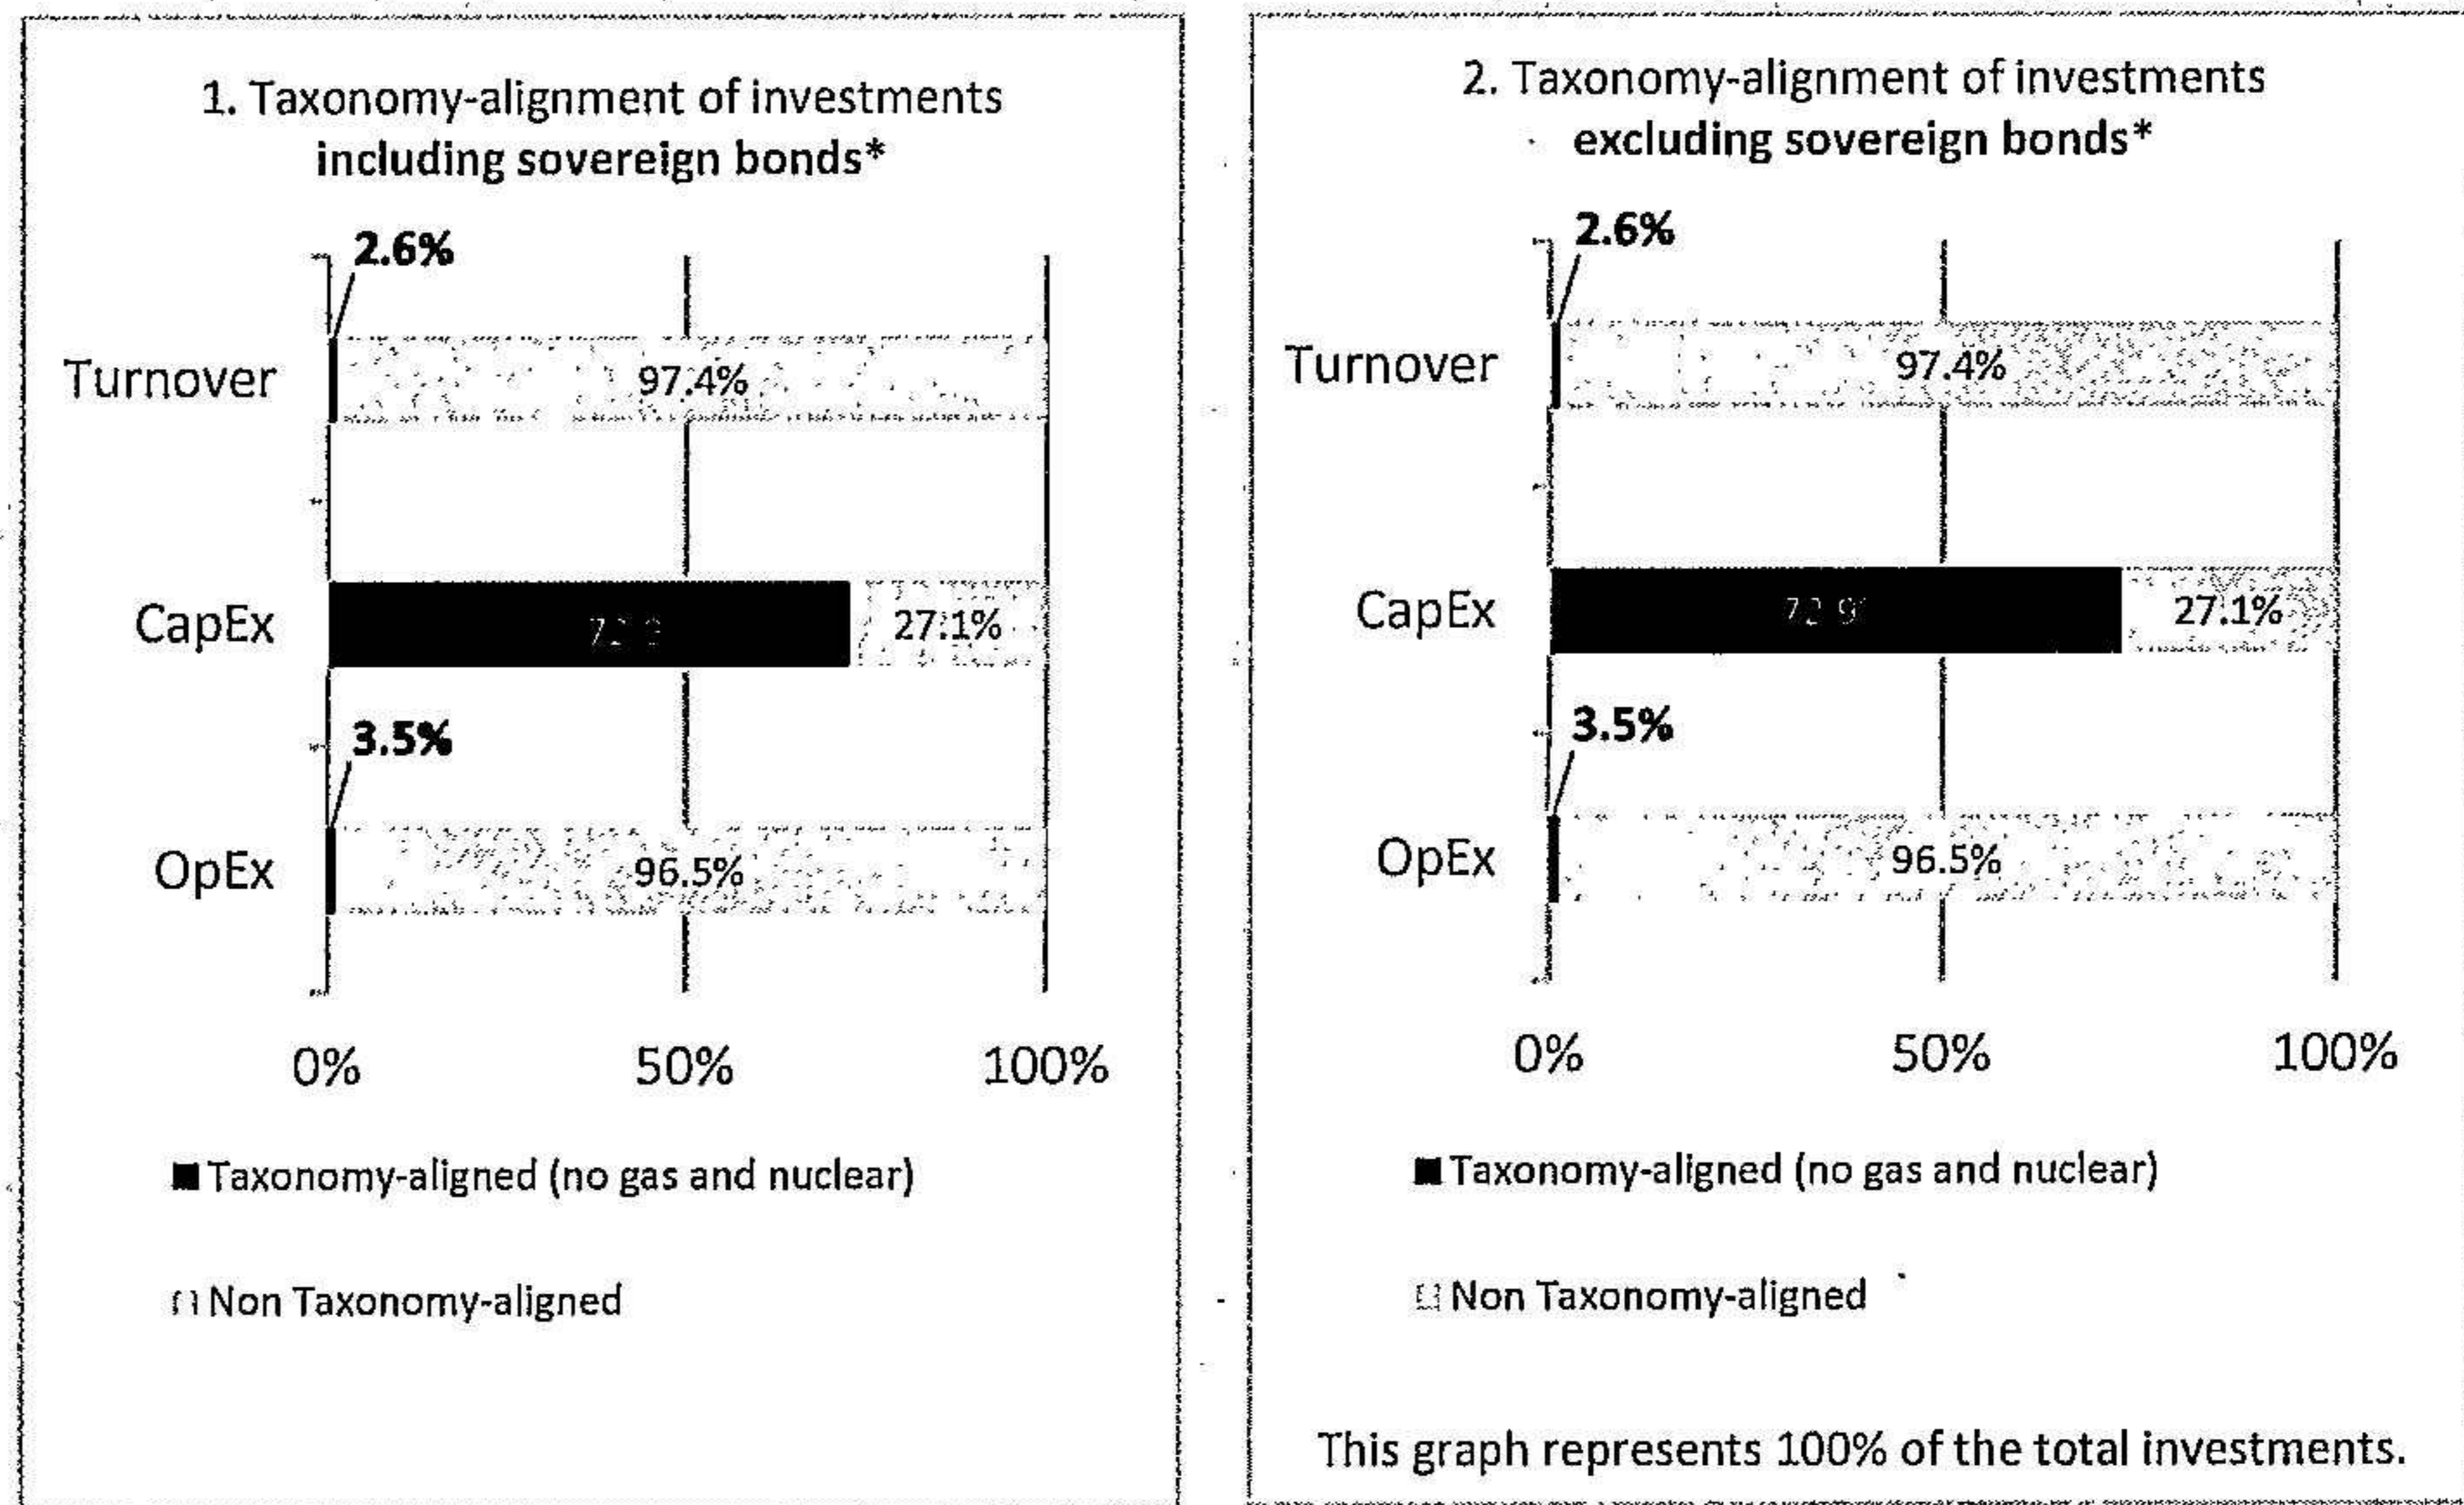 1. Taxonomy-alignment of investments
including sovereign bonds*
2.6%
Turnover
97.4%
CapEx
27.1%
3.5%
OpEx
96.5%
0% 50% 100%
Taxonomy-aligned (no gas and nuclear)
Non Taxonomy-aligned
2. Taxonomy-alignment of investments
excluding sovereign bonds*
2.6%
Turnover
97.4%
CapEx
72.9
27.1%
3.5%
OpEx
96.5%
0% 50% 100%
Taxonomy-aligned (no gas and nuclear)
Non Taxonomy-aligned
This graph represents 100% of the total investments.